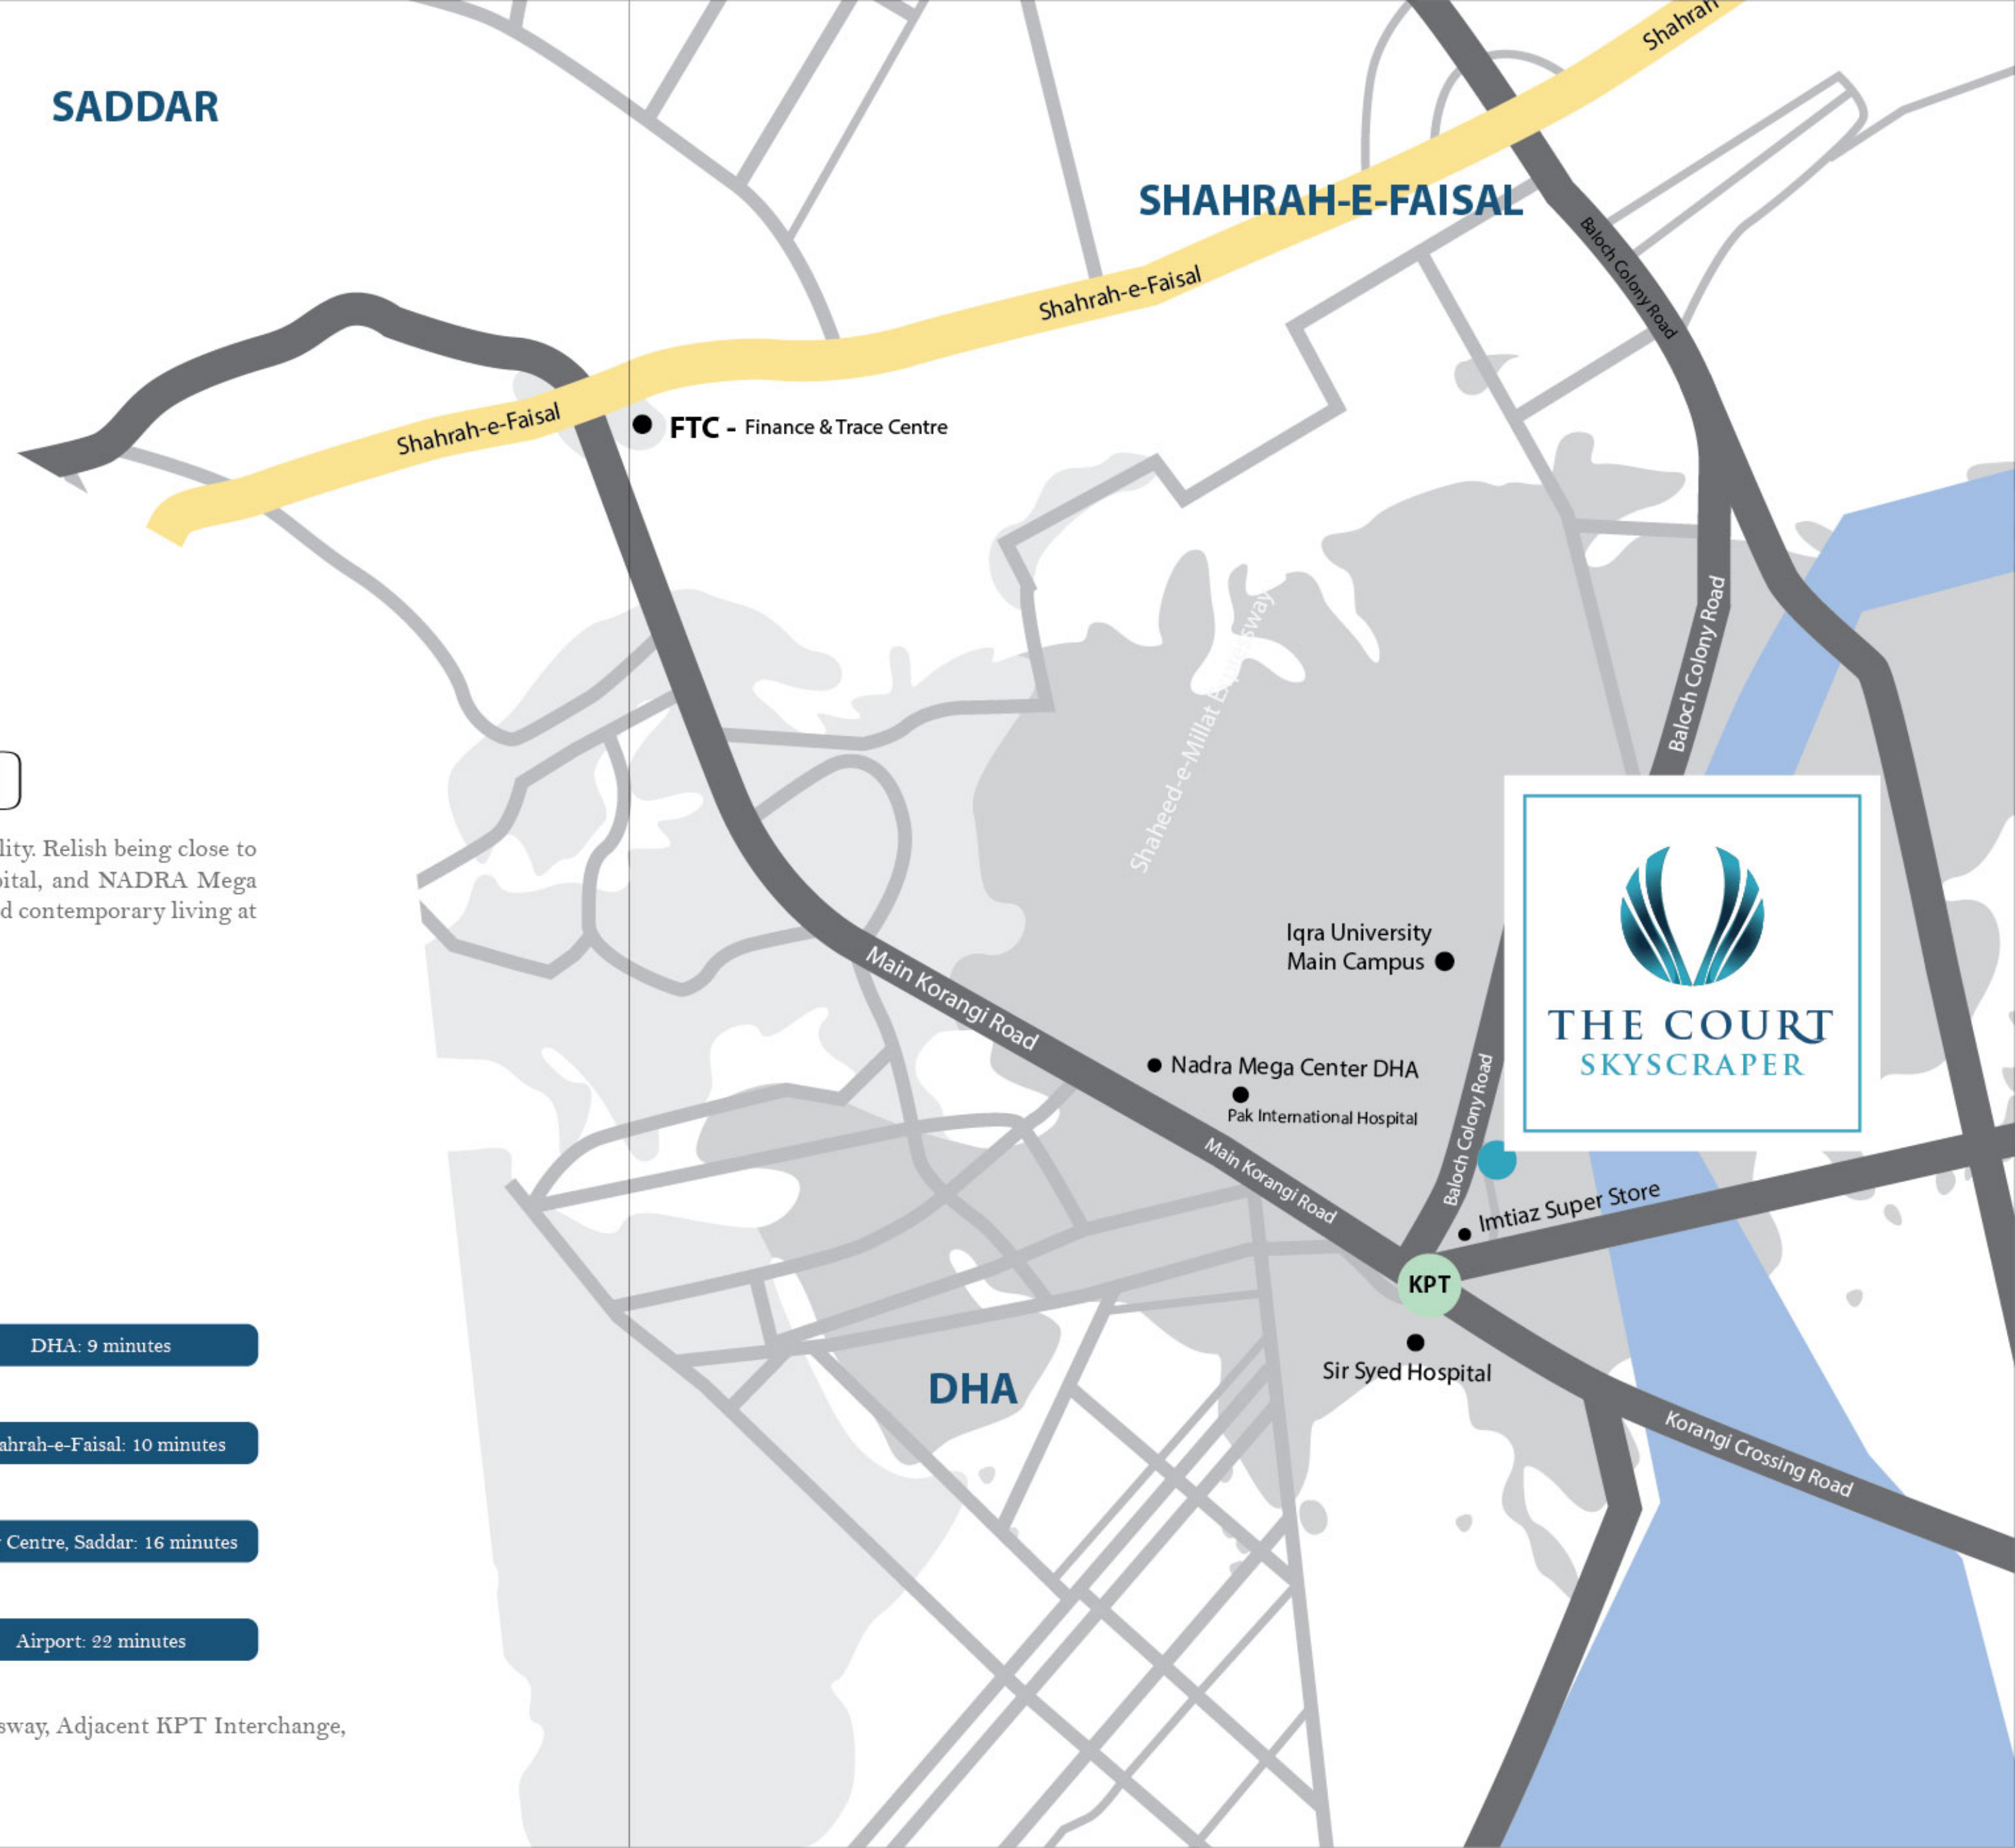 Shahrah
SADDAR
SHAHRAH-E-FAISAL
Baloch Colony Road
Shahrah-e-Faisal
Shahrah-e-Faisal
FTC - Finance & Trace Centre
Baloch Colony Road
Shaheed-e-Millat Expressway
lity. Relish being close to
pital, and NADRA Mega
d contemporary living at
Iqra University
Main Campus
Main Korangi Road
THE COURT
SKYSCRAPER
Nadra Mega Center DHA
Pak International Hospital
Baloch Colony Road
Main Korangi Road
Imtiaz Super Store
KPT
DHA: 9 minutes
Sir Syed Hospital
DHA
ahrah-e-Faisal: 10 minutes
Korangi Crossing Road
Centre, Saddar: 16 minutes
Airport: 22 minutes
sway, Adjacent KPT Interchange,